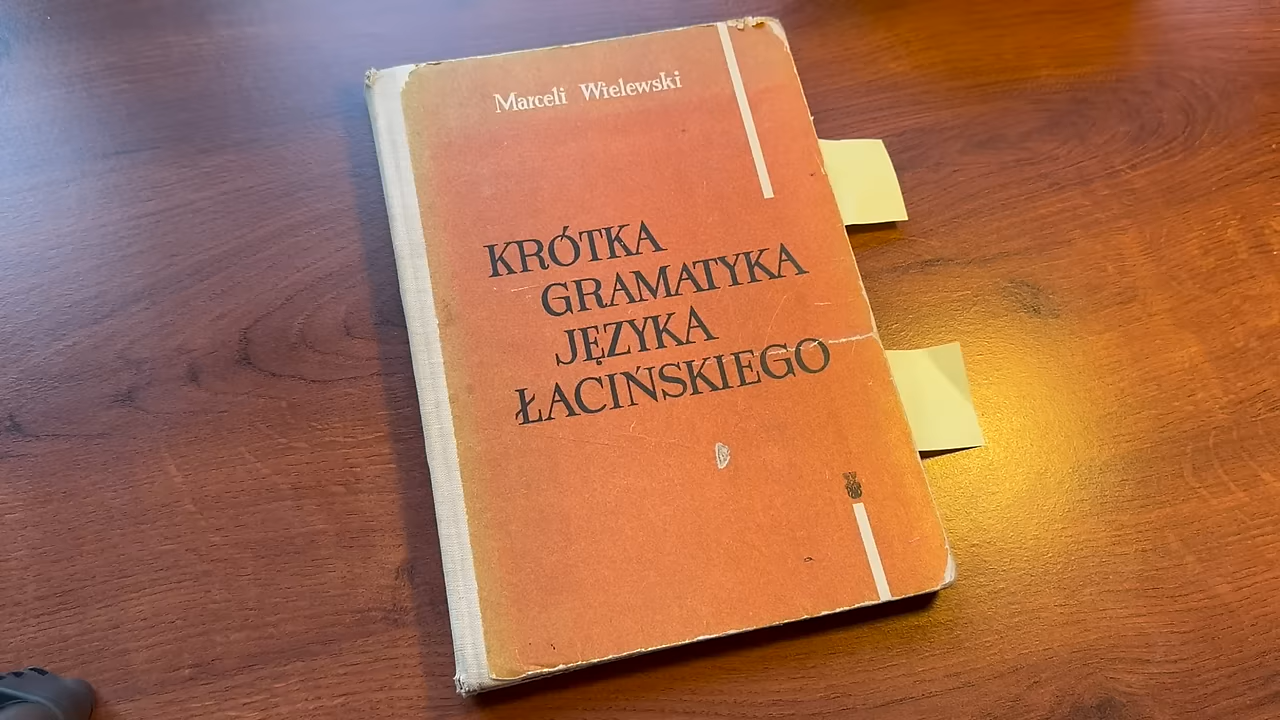 Marceli Wielewski
KRÓTKA
GRAMATYKA
JĘZYKA
ŁACIŃSKIEGO